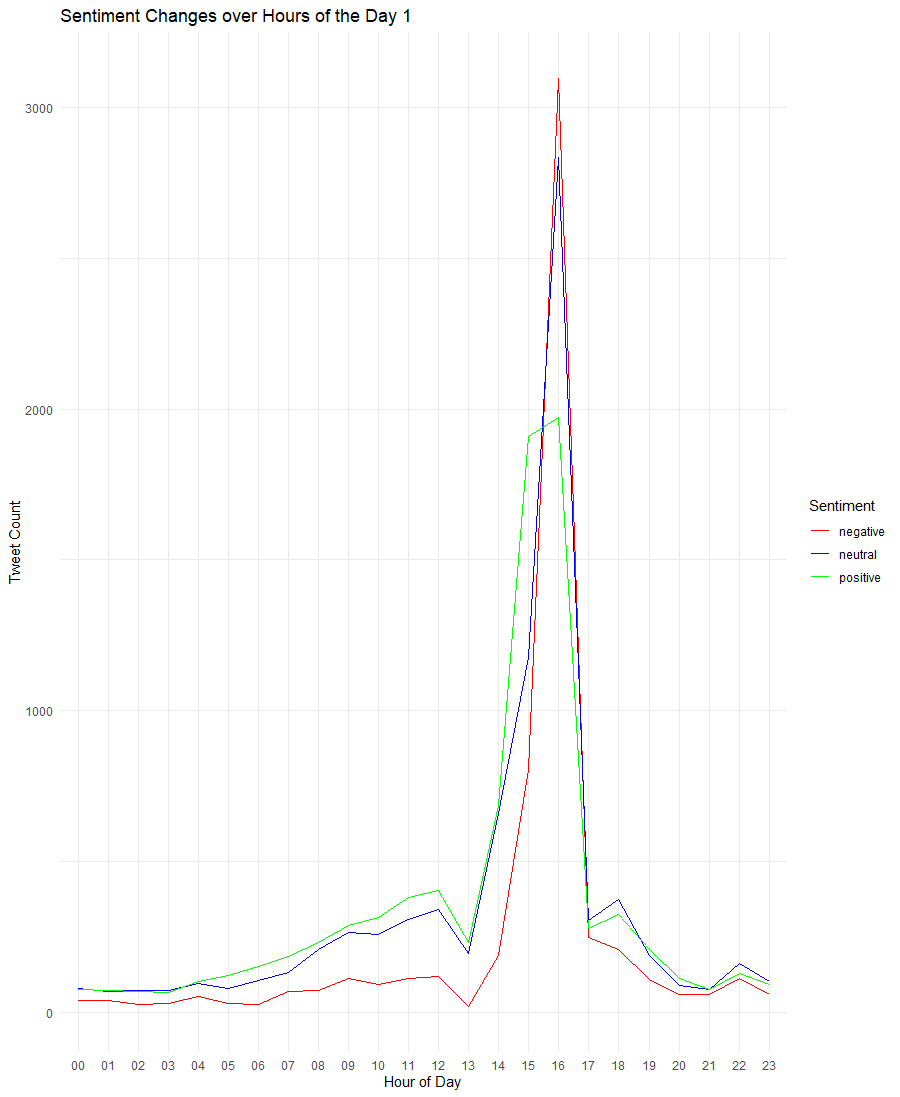 Sentiment Changes over Hours of the Day 1
3000
2000
1000
0
Tweet Count
00 01 02 03 04 05 06 07 08 09 10 11 12 13 14 15 16 17 18 19 20 21 22 23
Hour of Day
Sentiment
negative
neutral
positive